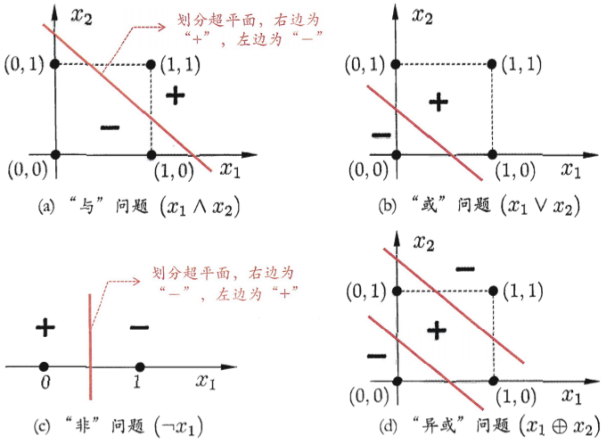 x₂
划分超平面，右边为
“+”，左边为“−”
(0,1)
(1,1)
+
−
(0,0)
(1,0)
x₁
(a) “与”问题 (x₁ ∧ x₂)
x₂
(0,1)
(1,1)
+
−
(0,0)
(1,0)
x₁
(b) “或”问题 (x₁ ∨ x₂)
划分超平面，右边为
“−”，左边为“+”
+
−
0
1
x₁
(c) “非”问题 (¬x₁)
x₂
−
(0,1)
(1,1)
+
−
(0,0)
(1,0)
x₁
(d) “异或”问题 (x₁ ⊕ x₂)